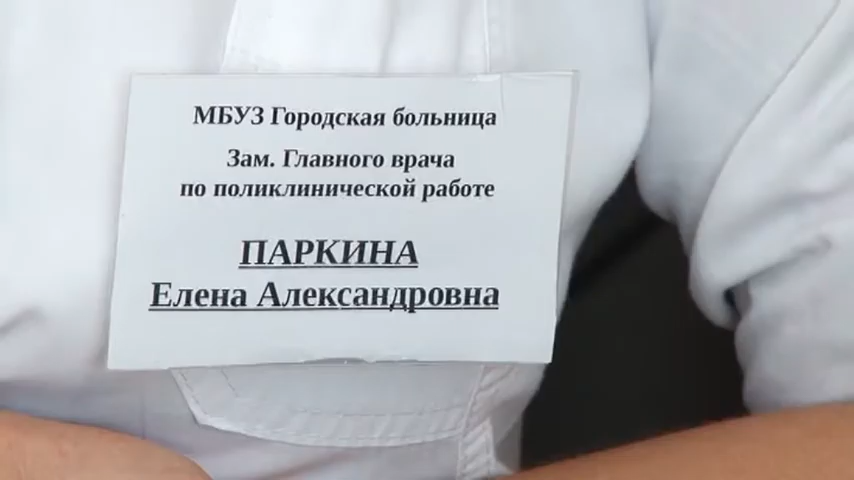 МБУЗ Городская больница
Зам. Главного врача
по поликлинической работе
ПАРКИНА
Елена Александровна